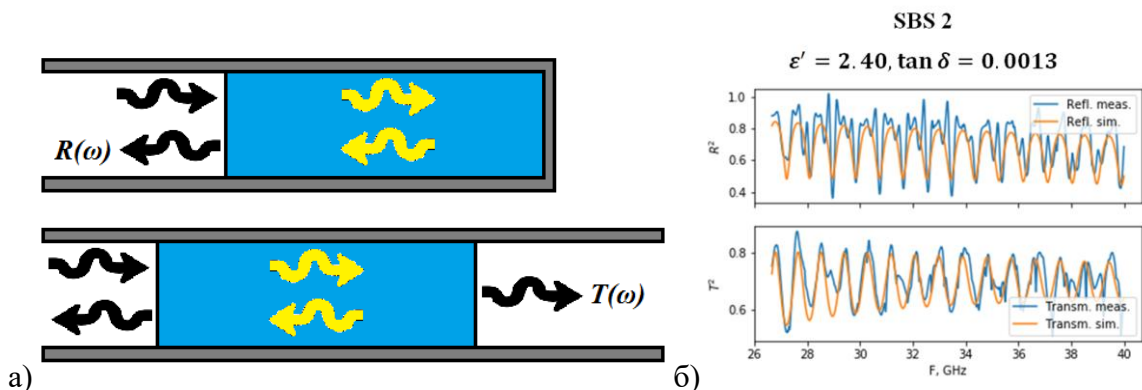 R(ω)
T(ω)
а)
SBS 2
ε′ = 2.40, tan δ = 0.0013
1.0
0.8
0.6
0.4
R²
Refl. meas.
Refl. sim.
0.8
0.6
T²
Transm. meas.
Transm. sim.
26 28 30 32 34 36 38 40
F, GHz
б)